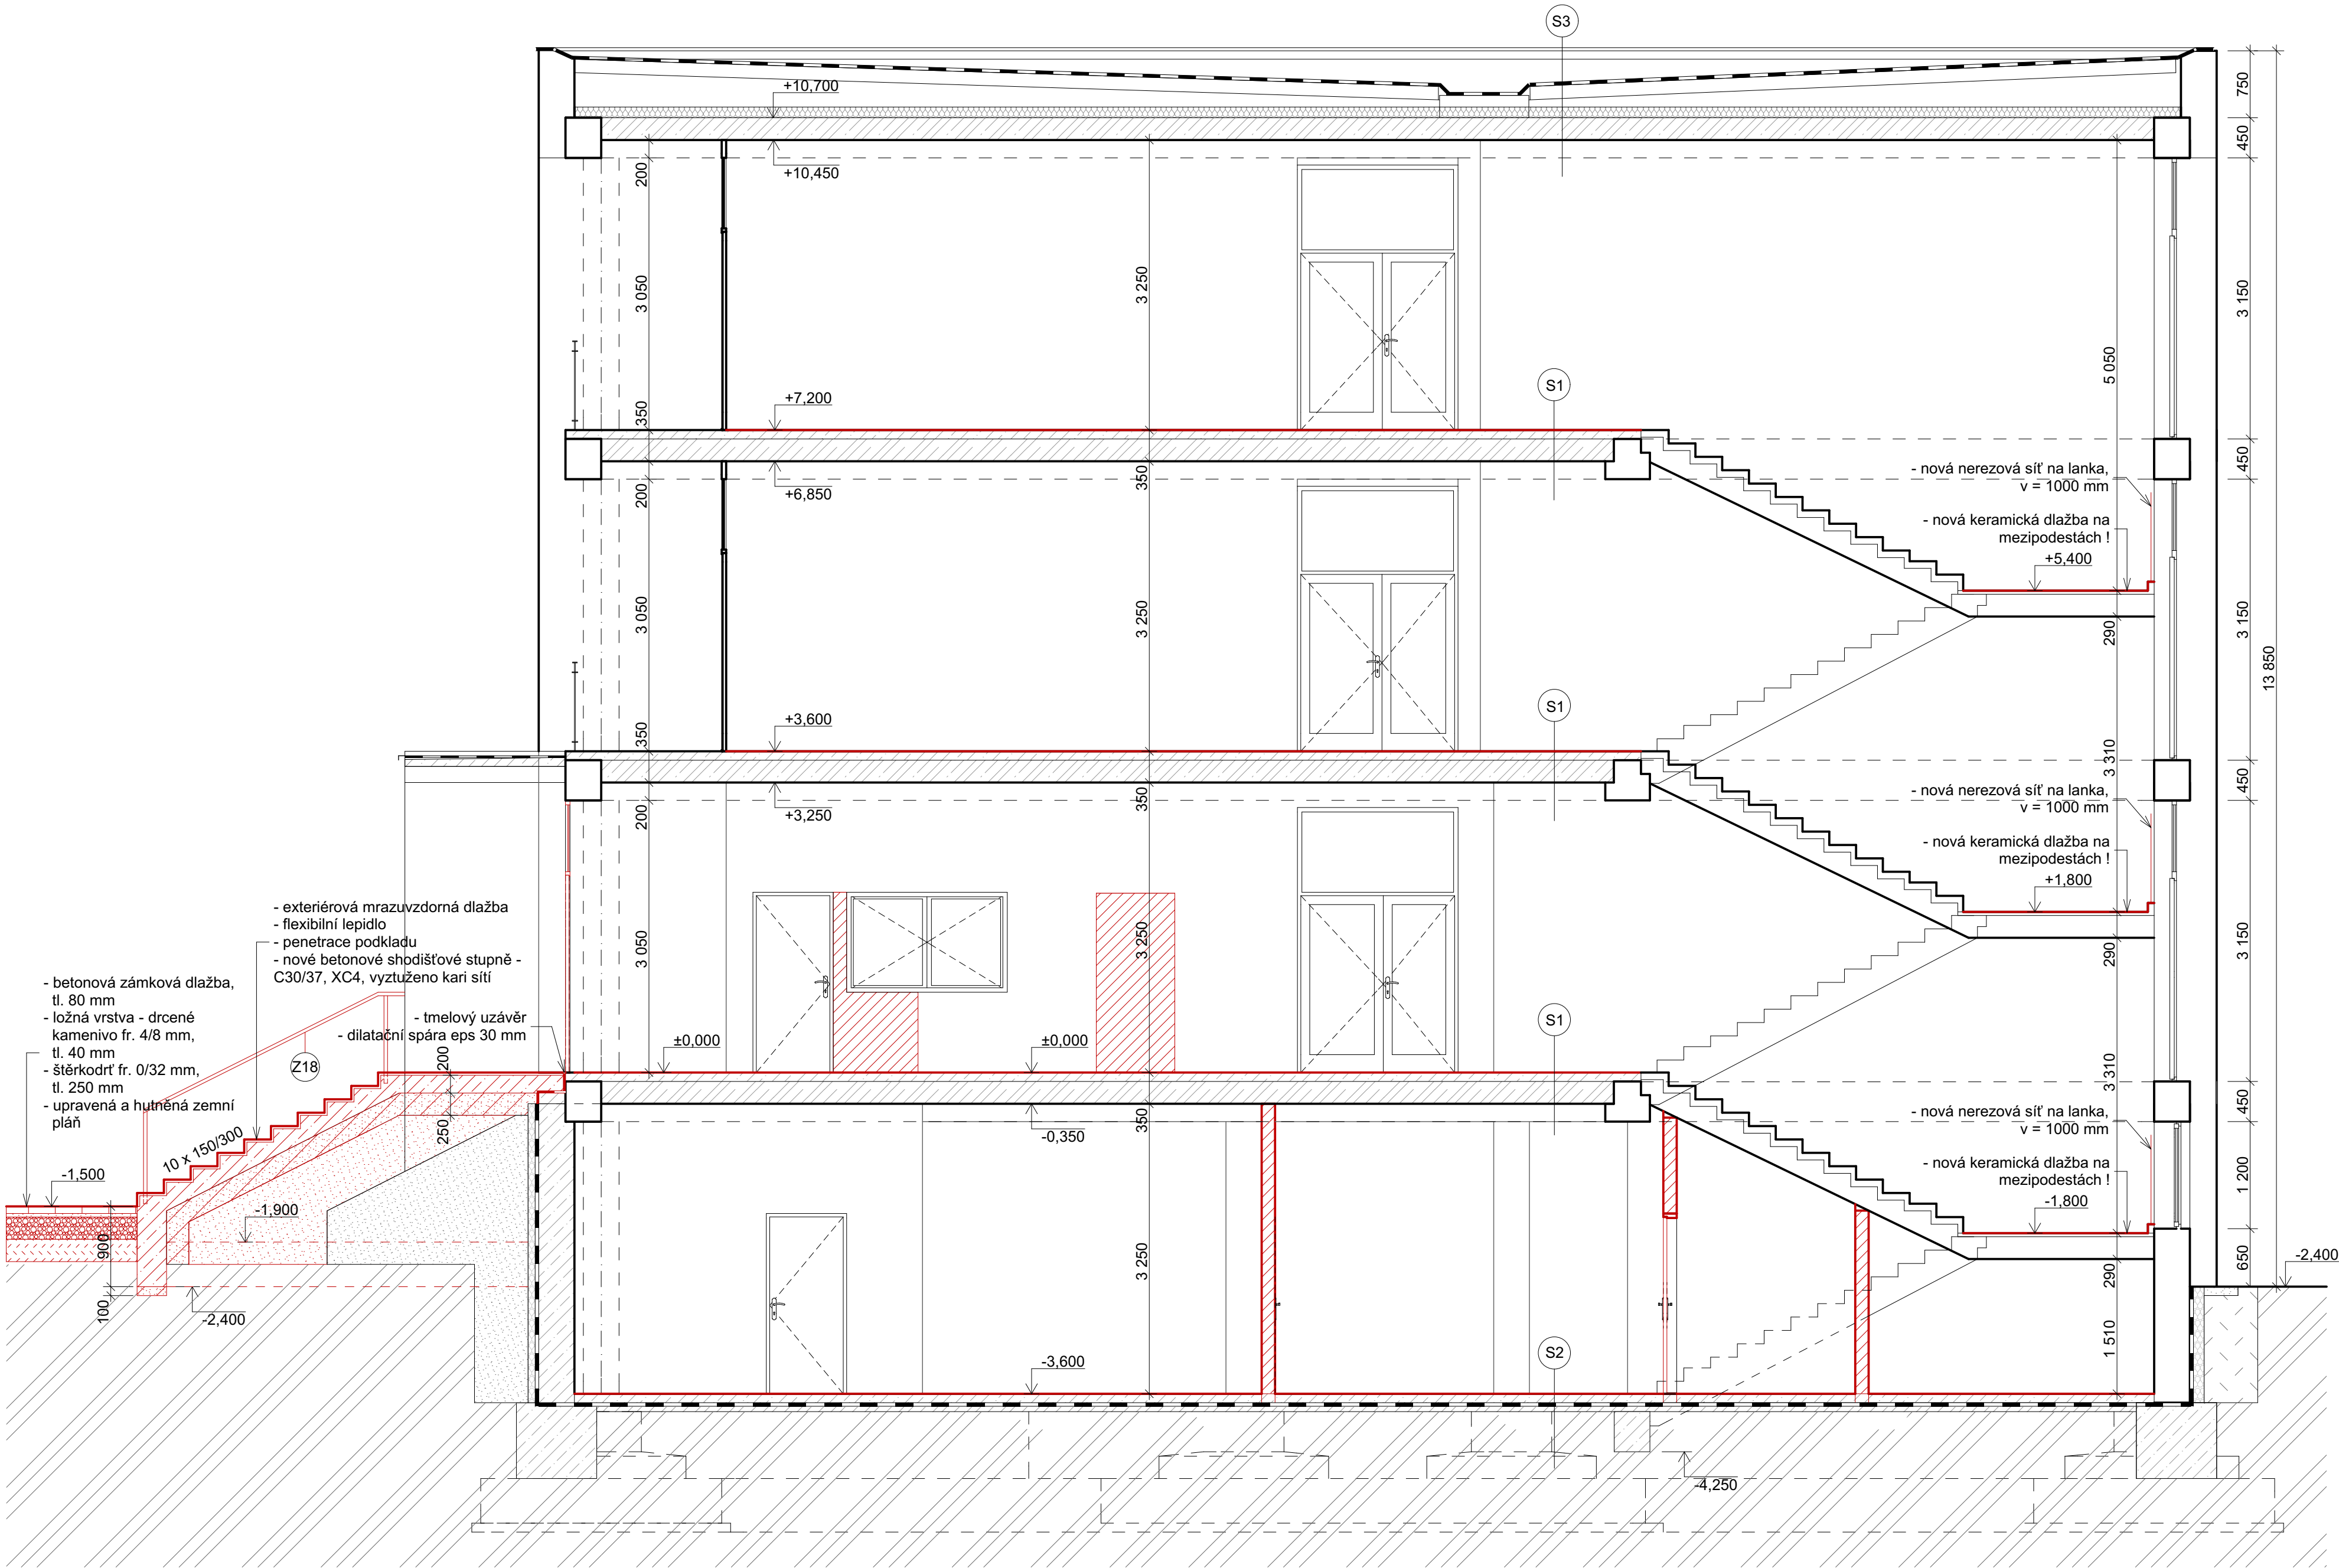 S3
+10,700
750
450
200
+10,450
3 050
3 250
3 150
5 050
350
+7,200
S1
- nová nerezová síť na lanka,
v = 1000 mm
450
200
+6,850
350
- nová keramická dlažba na
mezipodestách !
+5,400
3 050
3 250
290
3 150
13 850
350
+3,600
S1
3 310
- nová nerezová síť na lanka,
v = 1000 mm
450
200
+3,250
350
- nová keramická dlažba na
mezipodestách !
+1,800
- exteriérová mrazuvzdorná dlažba
- flexibilní lepidlo
- penetrace podkladu
- nové betonové shodišťové stupně -
C30/37, XC4, vyztuženo kari sítí
3 050
3 250
290
3 150
- betonová zámková dlažba,
tl. 80 mm
- ložná vrstva - drcené
kamenivo fr. 4/8 mm,
tl. 40 mm
- štěrkodrť fr. 0/32 mm,
tl. 250 mm
- upravená a hutněná zemní
pláň
- tmelový uzávěr
- dilatační spára eps 30 mm
Z18
200
±0,000
±0,000
S1
3 310
450
250
10 x 150/300
-0,350
350
- nová nerezová síť na lanka,
v = 1000 mm
- nová keramická dlažba na
mezipodestách !
-1,800
1 200
-1,500
-1,900
900
100
-2,400
3 250
290
650
-2,400
-3,600
S2
1 510
-4,250